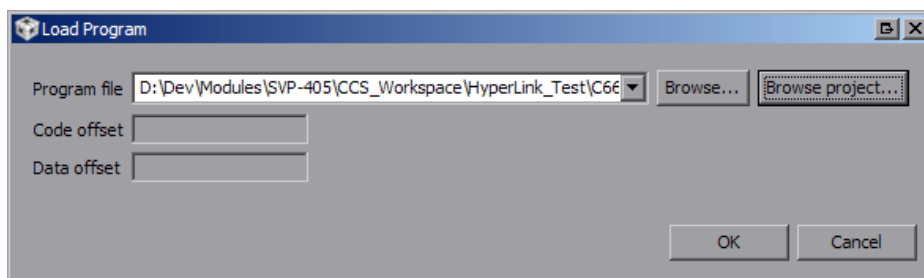 Load Program
Program file D:\Dev\Modules\SVP-405\CCS_Workspace\HyperLink_Test\C66 Browse... Browse project...
Code offset
Data offset
OK Cancel